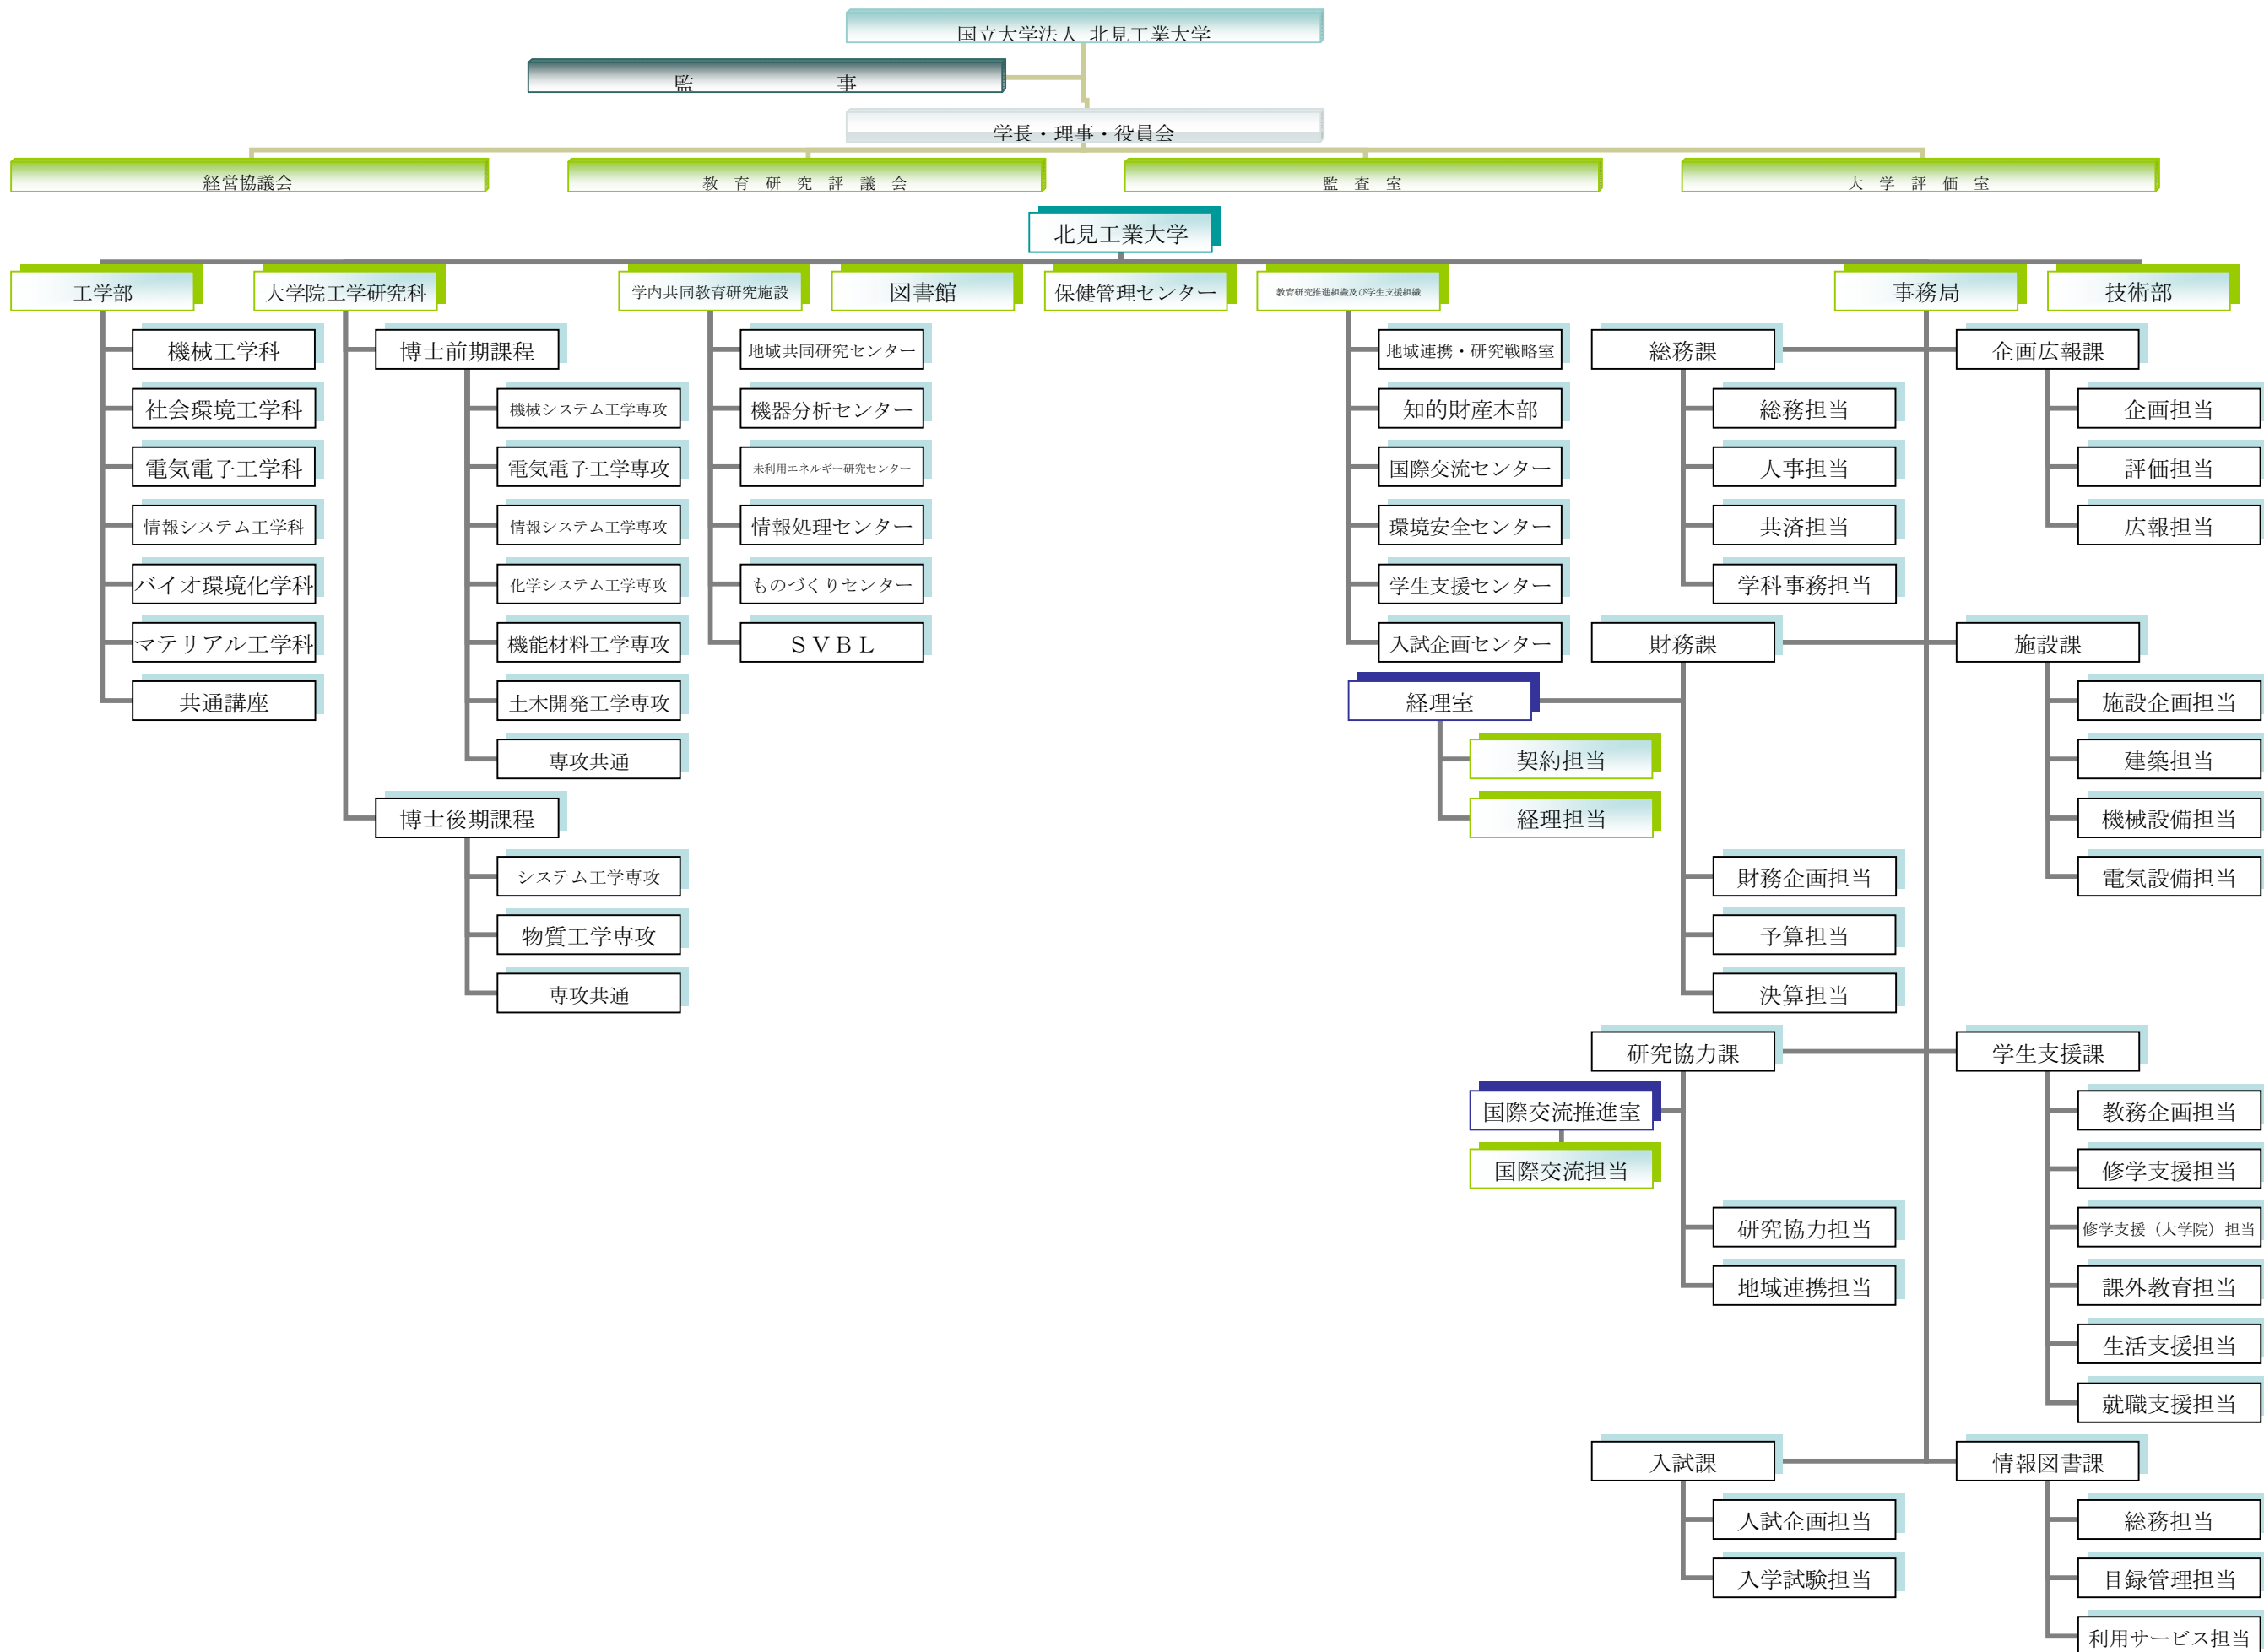 国立大学法人 北見工業大学
監　事
学長・理事・役員会
経営協議会
教 育 研 究 評 議 会
監 査 室
大 学 評 価 室
北見工業大学
工学部
大学院工学研究科
学内共同教育研究施設
図書館
保健管理センター
教育研究推進組織及び学生支援組織
事務局
技術部
機械工学科
社会環境工学科
電気電子工学科
情報システム工学科
バイオ環境化学科
マテリアル工学科
共通講座
博士前期課程
機械システム工学専攻
電気電子工学専攻
情報システム工学専攻
化学システム工学専攻
機能材料工学専攻
土木開発工学専攻
専攻共通
博士後期課程
システム工学専攻
物質工学専攻
専攻共通
地域共同研究センター
機器分析センター
未利用エネルギー研究センター
情報処理センター
ものづくりセンター
ＳＶＢＬ
地域連携・研究戦略室
知的財産本部
国際交流センター
環境安全センター
学生支援センター
入試企画センター
総務課
総務担当
人事担当
共済担当
学科事務担当
企画広報課
企画担当
評価担当
広報担当
財務課
経理室
契約担当
経理担当
財務企画担当
予算担当
決算担当
施設課
施設企画担当
建築担当
機械設備担当
電気設備担当
研究協力課
国際交流推進室
国際交流担当
研究協力担当
地域連携担当
学生支援課
教務企画担当
修学支援担当
修学支援（大学院）担当
課外教育担当
生活支援担当
就職支援担当
入試課
入試企画担当
入学試験担当
情報図書課
総務担当
目録管理担当
利用サービス担当